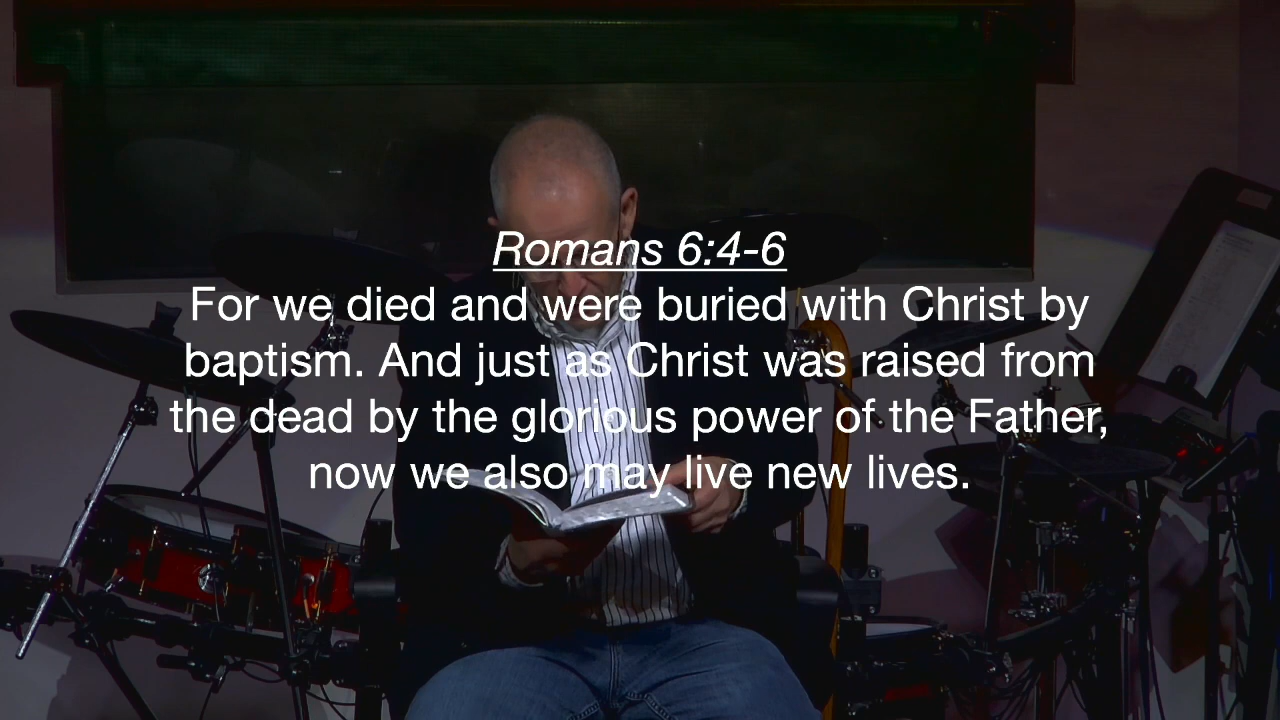 Romans 6:4-6
For we died and were buried with Christ by
baptism. And just as Christ was raised from
the dead by the glorious power of the Father,
now we also may live new lives.